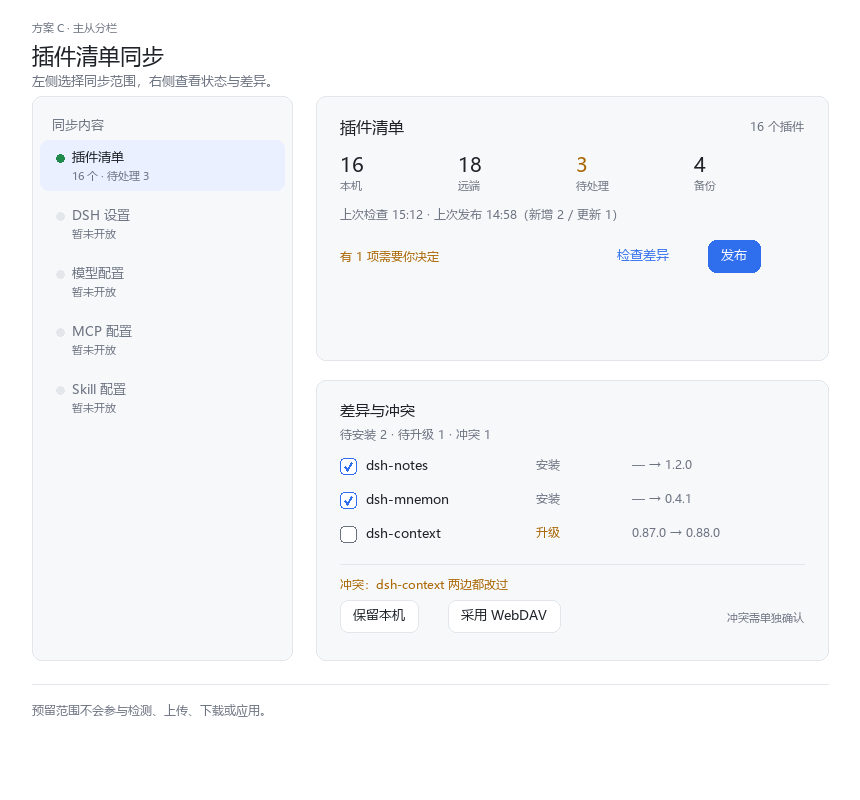 方案 C · 主从分栏
插件清单同步
左侧选择同步范围，右侧查看状态与差异。
同步内容
插件清单
16 个 · 待处理 3
DSH 设置
暂未开放
模型配置
暂未开放
MCP 配置
暂未开放
Skill 配置
暂未开放
插件清单
16 个插件
16
本机
18
远端
3
待处理
4
备份
上次检查 15:12 · 上次发布 14:58（新增 2 / 更新 1）
有 1 项需要你决定
检查差异
发布
差异与冲突
待安装 2 · 待升级 1 · 冲突 1
dsh-notes 安装 — → 1.2.0
dsh-mnemon 安装 — → 0.4.1
dsh-context 升级 0.87.0 → 0.88.0
冲突：dsh-context 两边都改过
保留本机
采用 WebDAV
冲突需单独确认
预留范围不会参与检测、上传、下载或应用。